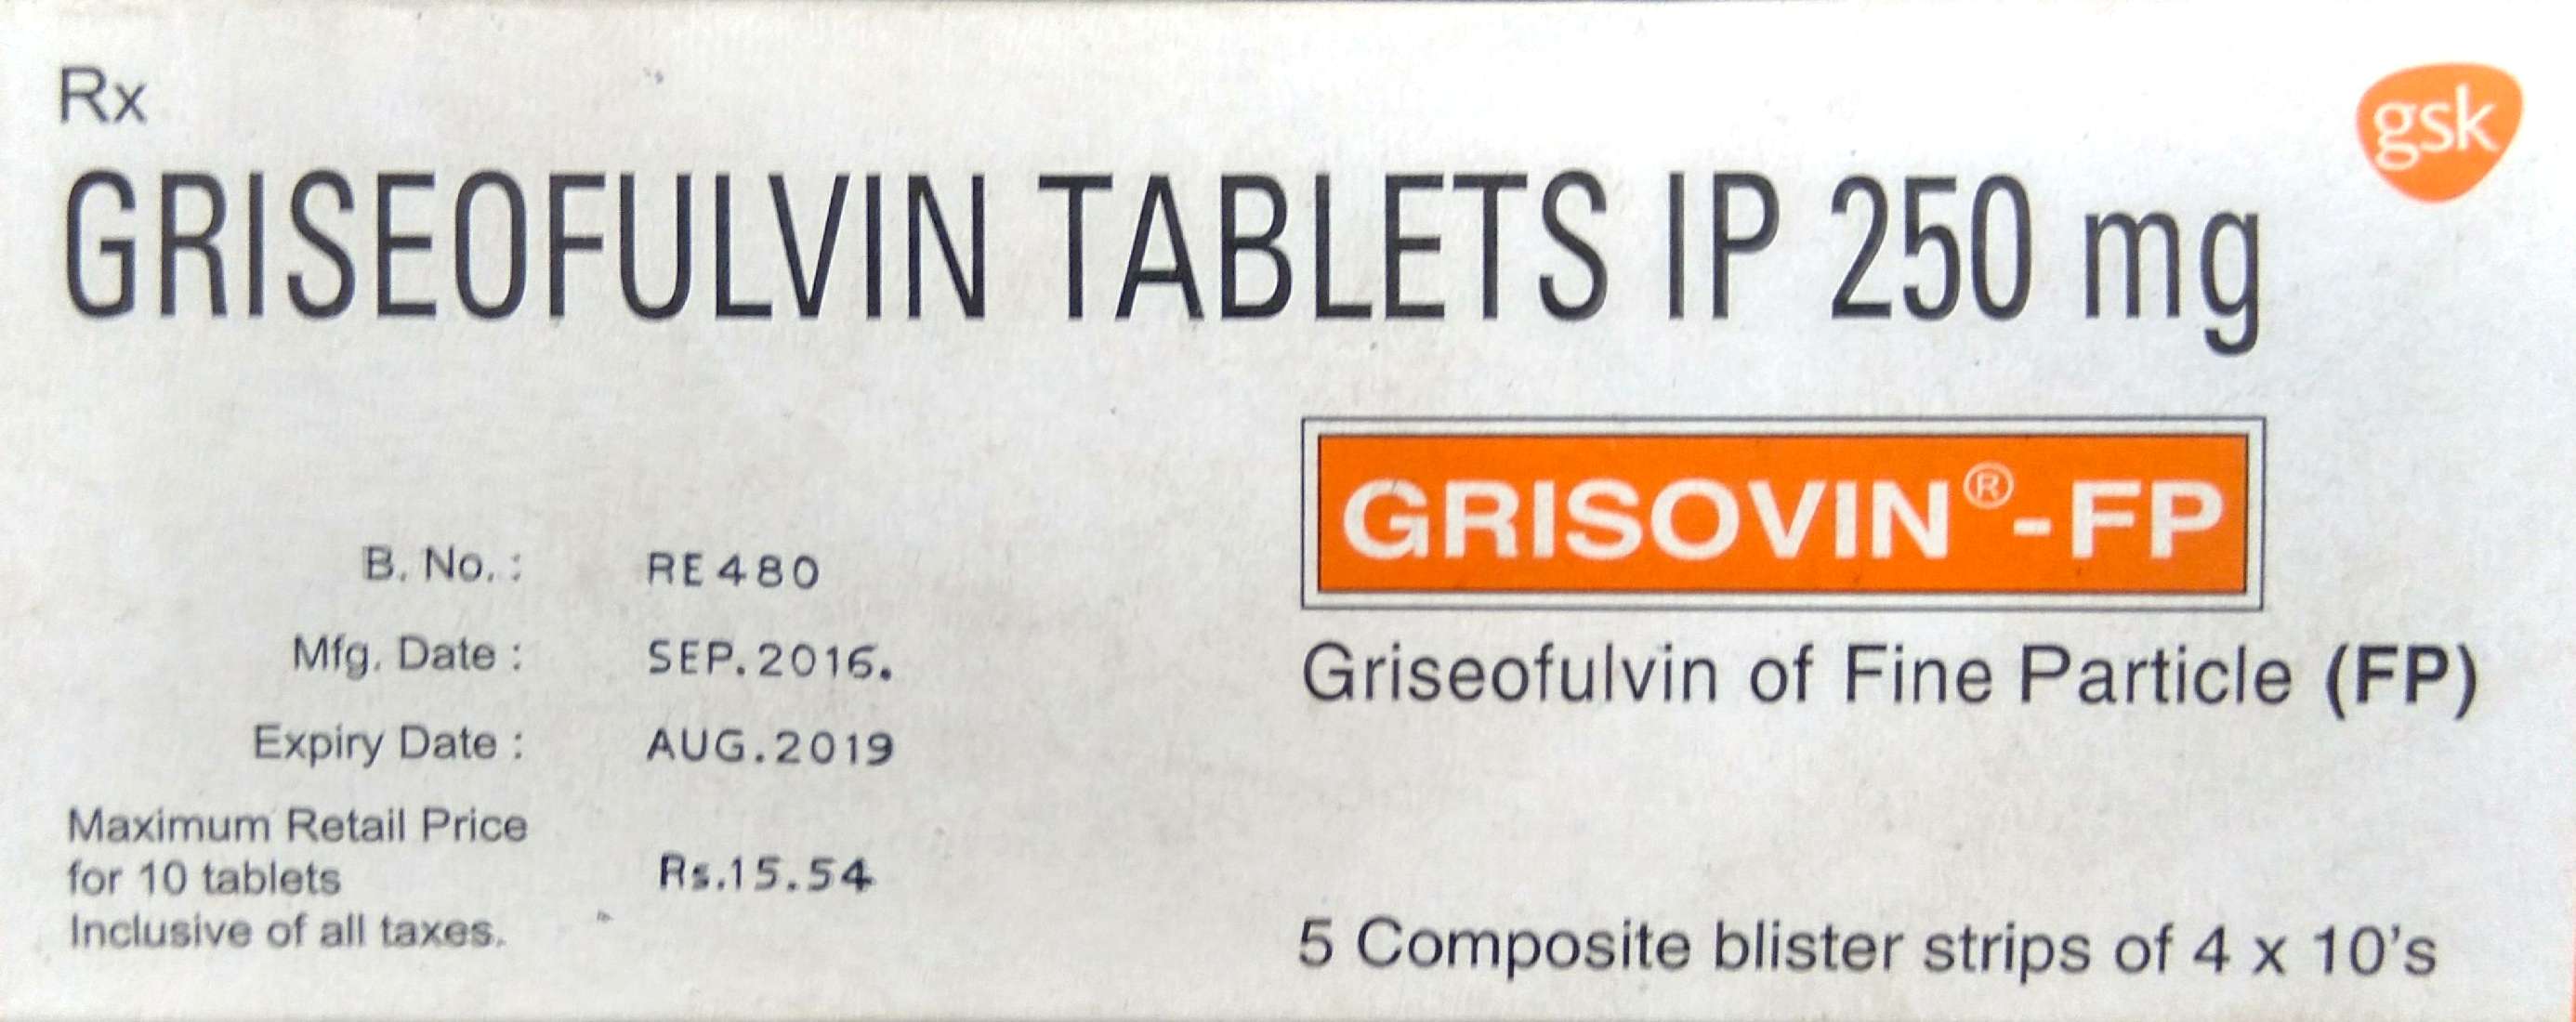 Rx
gsk
GRISEOFULVIN TABLETS IP 250 mg
GRISOVIN®-FP
Griseofulvin of Fine Particle (FP)
B. No. : RE480
Mfg. Date : SEP.2016.
Expiry Date : AUG.2019
Maximum Retail Price
for 10 tablets Rs.15.54
Inclusive of all taxes.
5 Composite blister strips of 4 x 10's